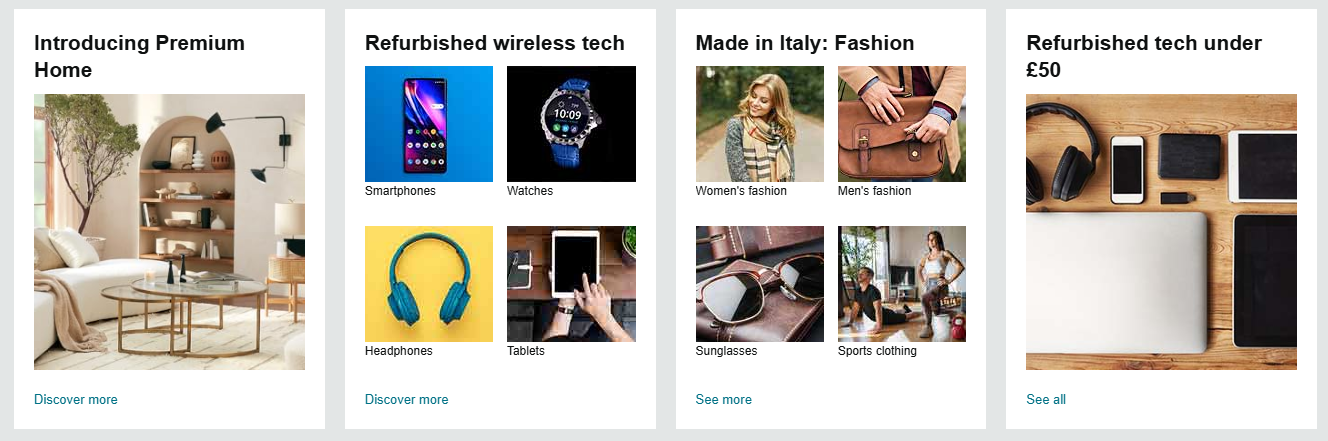 Introducing Premium
Home
Discover more
Refurbished wireless tech
10:09
Smartphones
Watches
Headphones
Tablets
Discover more
Made in Italy: Fashion
Women's fashion
Men's fashion
Sunglasses
Sports clothing
See more
Refurbished tech under
£50
See all